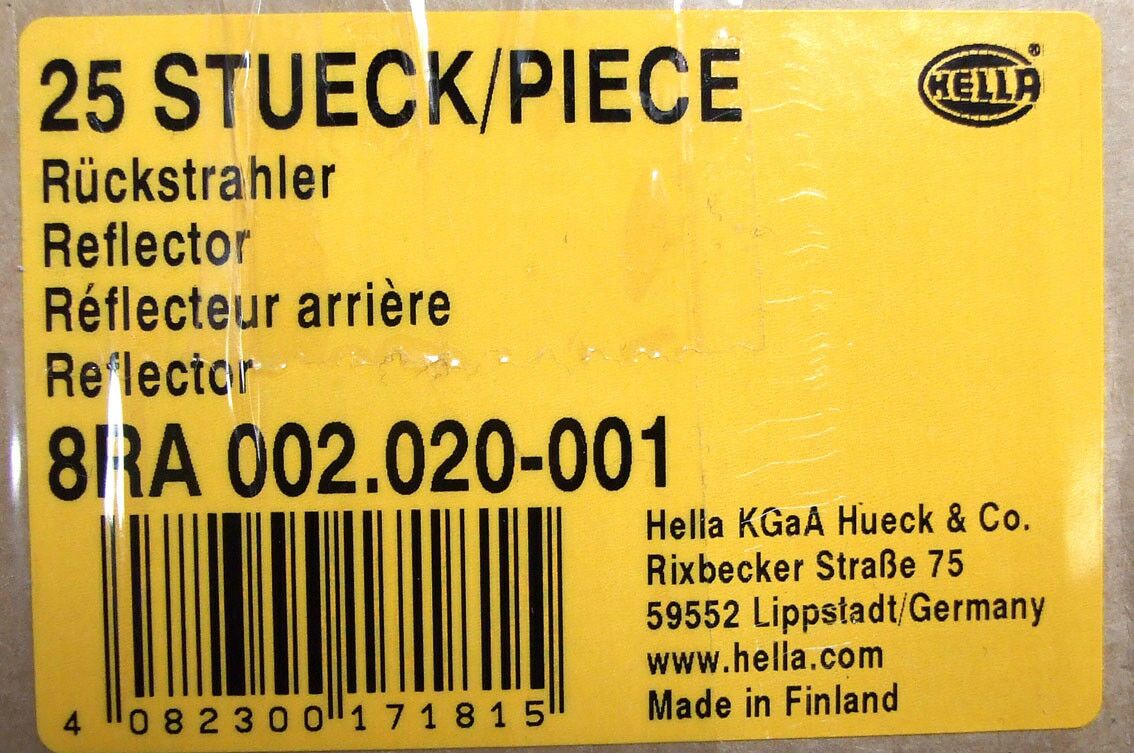 25 STUECK/PIECE
HELLA®
Rückstrahler
Reflector
Réflecteur arrière
Reflector
8RA 002.020-001
Hella KGaA Hueck & Co.
Rixbecker Straße 75
59552 Lippstadt/Germany
www.hella.com
Made in Finland
4 082300 171815